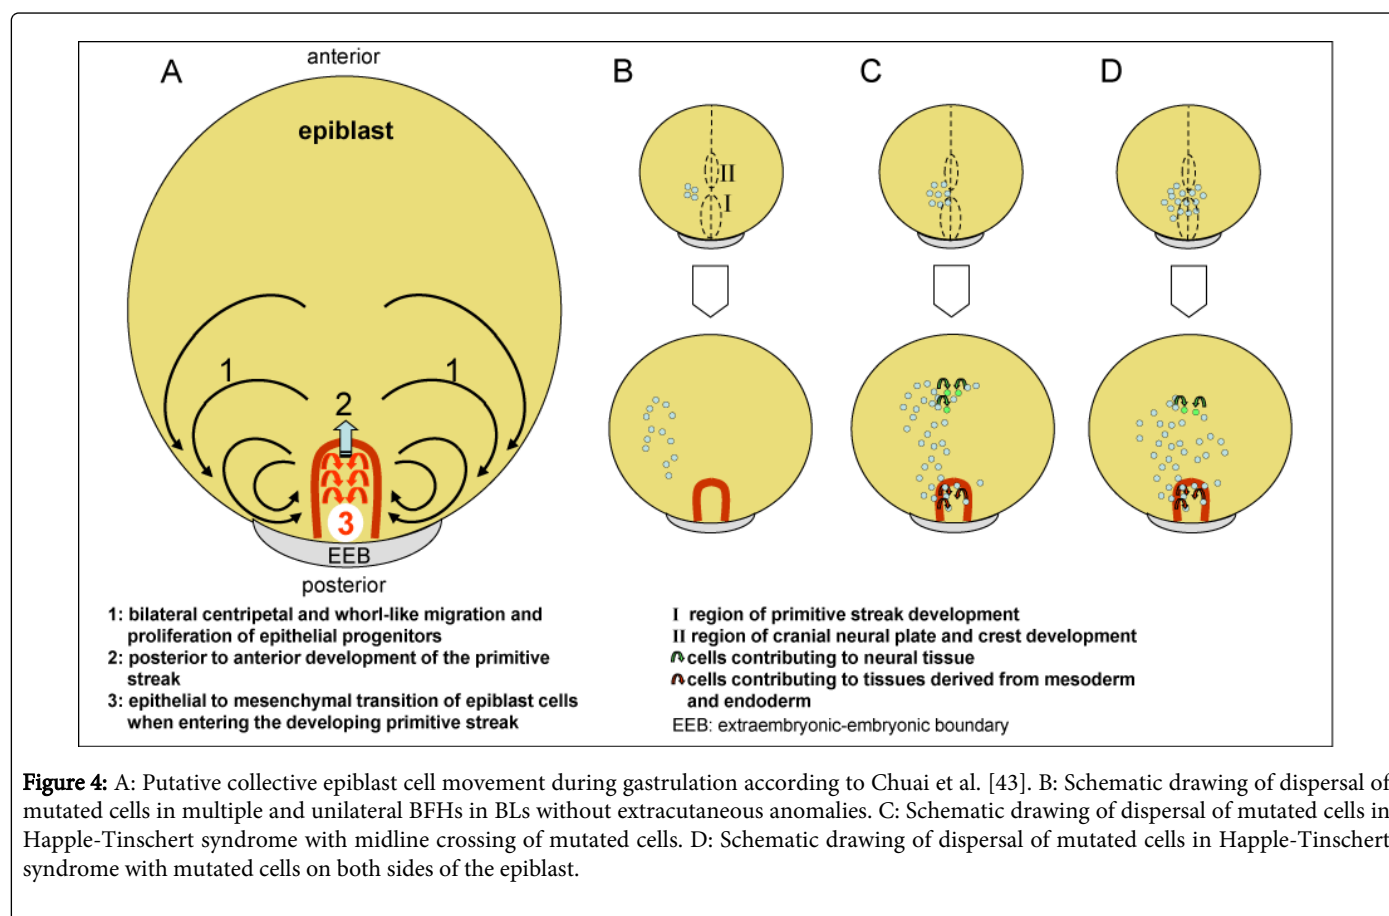 A
anterior
epiblast
1
1
2
3
EEB
posterior
B
II
I
C
D
1: bilateral centripetal and whorl-like migration and
proliferation of epithelial progenitors
2: posterior to anterior development of the primitive
streak
3: epithelial to mesenchymal transition of epiblast cells
when entering the developing primitive streak
I region of primitive streak development
II region of cranial neural plate and crest development
cells contributing to neural tissue
cells contributing to tissues derived from mesoderm
and endoderm
EEB: extraembryonic-embryonic boundary
Figure 4: A: Putative collective epiblast cell movement during gastrulation according to Chuai et al. [43]. B: Schematic drawing of dispersal of
mutated cells in multiple and unilateral BFHs in BLs without extracutaneous anomalies. C: Schematic drawing of dispersal of mutated cells in
Happle-Tinschert syndrome with midline crossing of mutated cells. D: Schematic drawing of dispersal of mutated cells in Happle-Tinschert
syndrome with mutated cells on both sides of the epiblast.